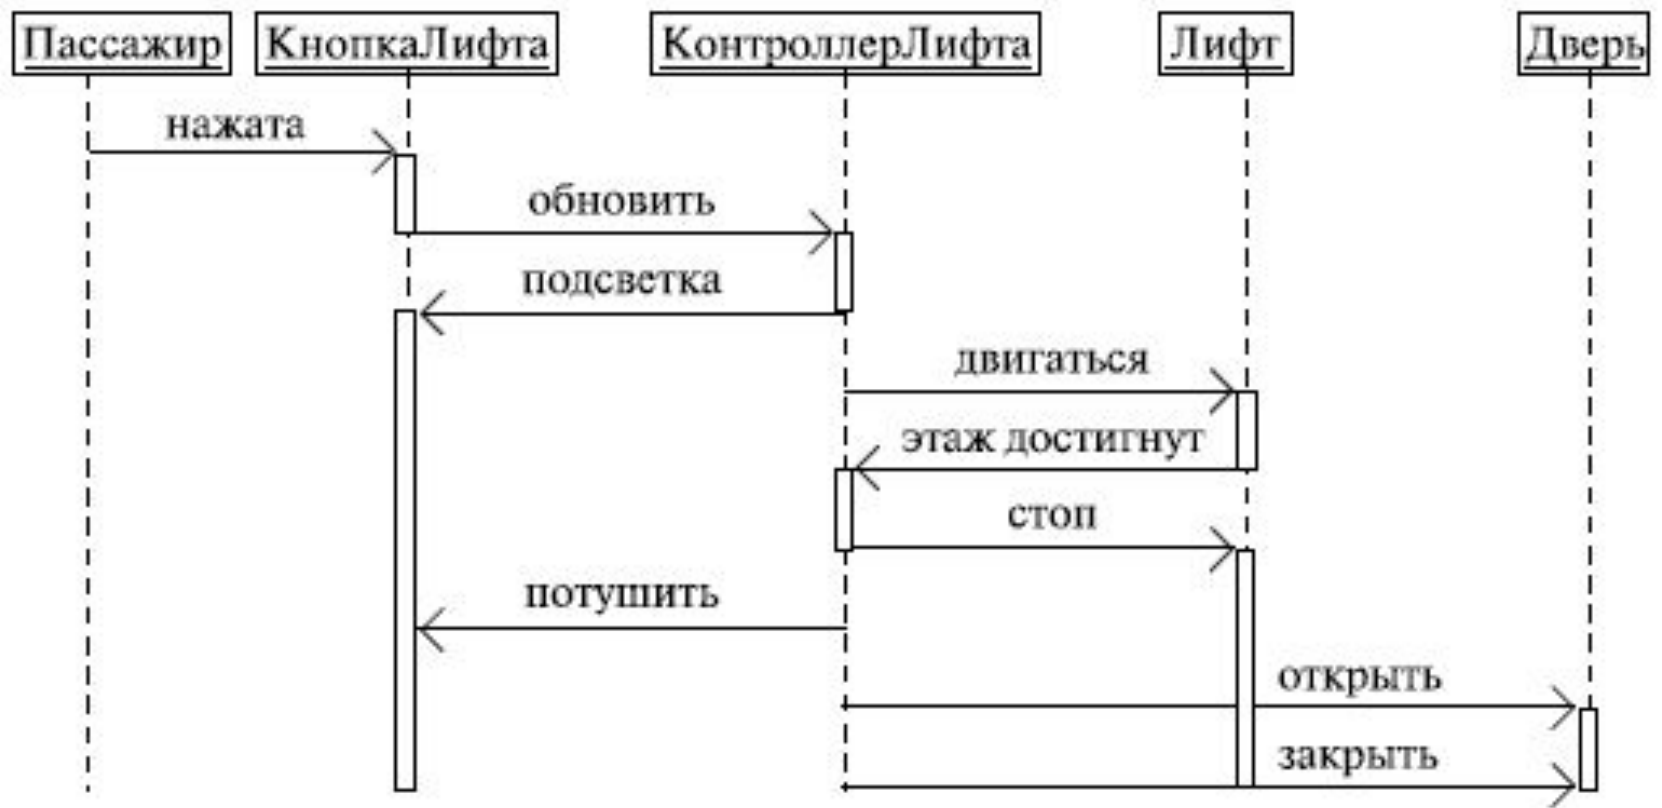 Пассажир КнопкаЛифта КонтроллерЛифта Лифт Дверь
нажата
обновить
подсветка
двигаться
этаж достигнут
стоп
потушить
открыть
закрыть